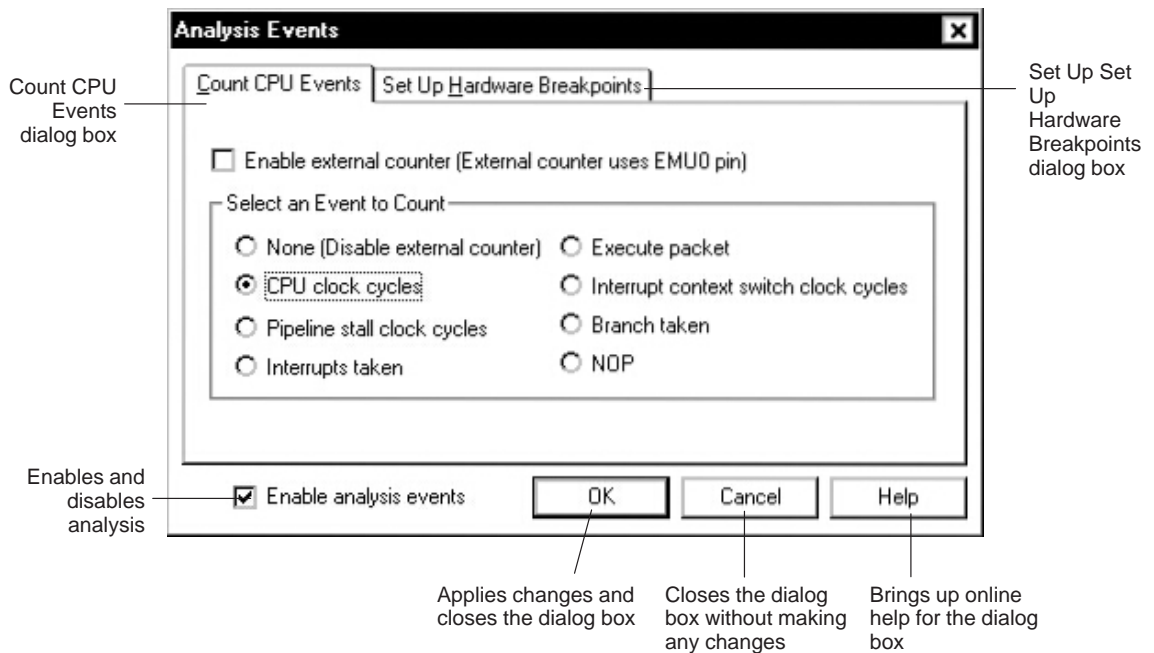 Analysis Events
Count CPU
Events
dialog box
Count CPU Events
Set Up Hardware Breakpoints
Set Up Set
Up
Hardware
Breakpoints
dialog box
Enable external counter (External counter uses EMU0 pin)
Select an Event to Count
None (Disable external counter)
Execute packet
CPU clock cycles
Interrupt context switch clock cycles
Pipeline stall clock cycles
Branch taken
Interrupts taken
NOP
Enables and
disables
analysis
Enable analysis events
OK
Cancel
Help
Applies changes and
closes the dialog box
Closes the dialog
box without making
any changes
Brings up online
help for the dialog
box